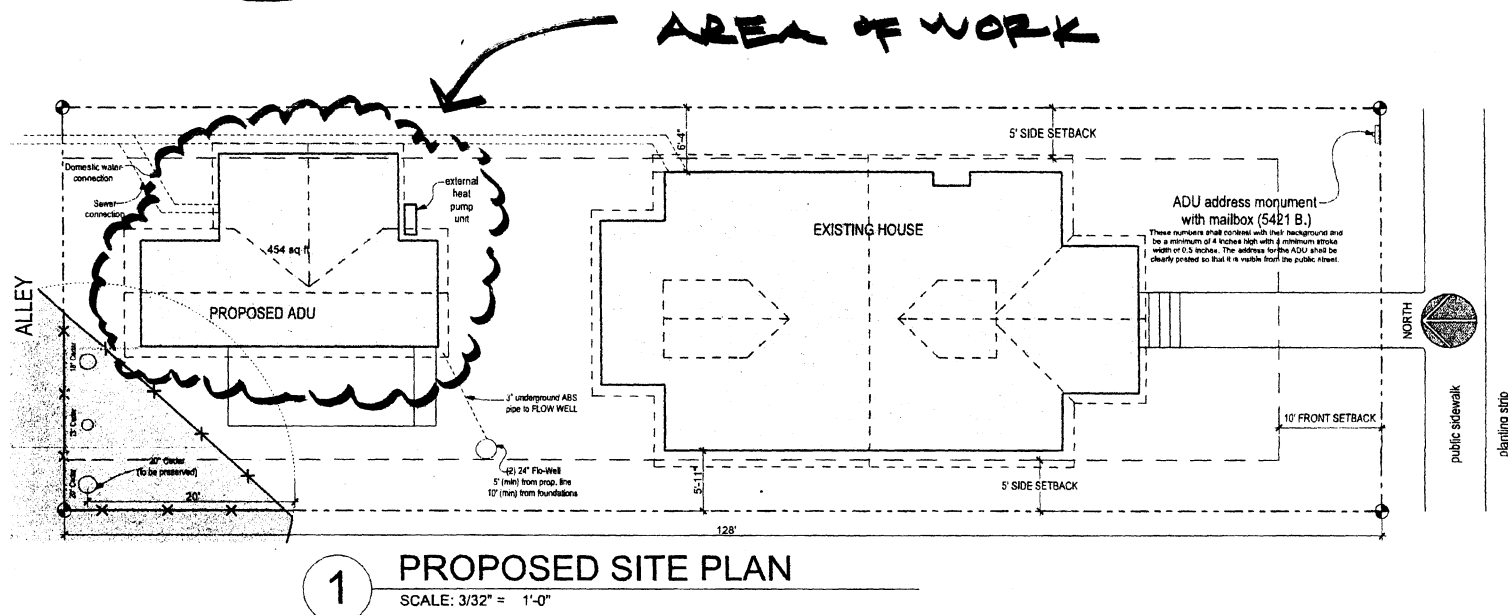 AREA OF WORK
5' SIDE SETBACK
6'-4"
Domestic water
connection
Sewer
connection
external
heat
pump
unit
ADU address monument
with mailbox (5421 B.)
These numbers shall contrast with their background and
be a minimum of 4 inches high with a minimum stroke
width of 0.5 inches. The address for the ADU shall be
clearly posted so that it is visible from the public street.
EXISTING HOUSE
454 sq ft
ALLEY
PROPOSED ADU
NORTH
18" Cedar
Cedar
20" Cedar
20" Cedar
(To be preserved)
20'
3" underground ABS
pipe to FLOW WELL
(2) 24" Flo-Well
5' (min) from prop. line
10' (min) from foundations
5'-11"
5' SIDE SETBACK
10' FRONT SETBACK
public sidewalk
planting strip
128'
1
PROPOSED SITE PLAN
SCALE: 3/32" = 1'-0"